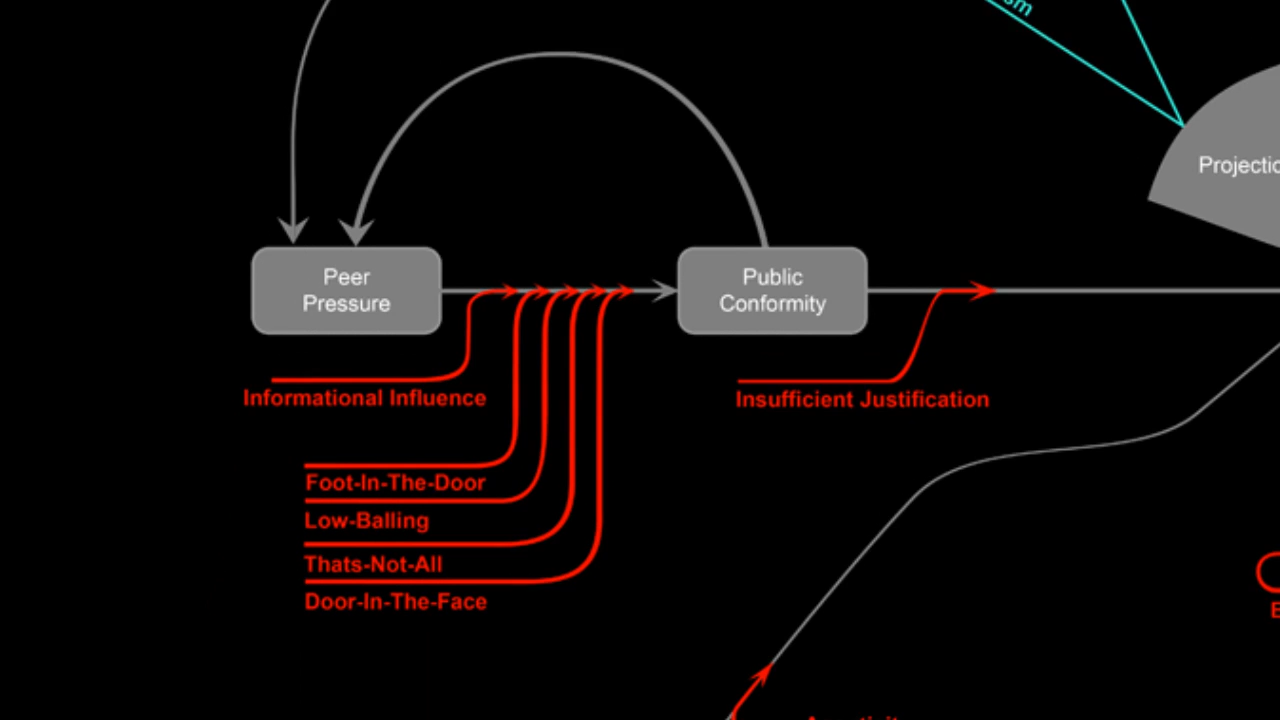 Peer
Pressure
Public
Conformity
Informational Influence
Insufficient Justification
Foot-In-The-Door
Low-Balling
Thats-Not-All
Door-In-The-Face